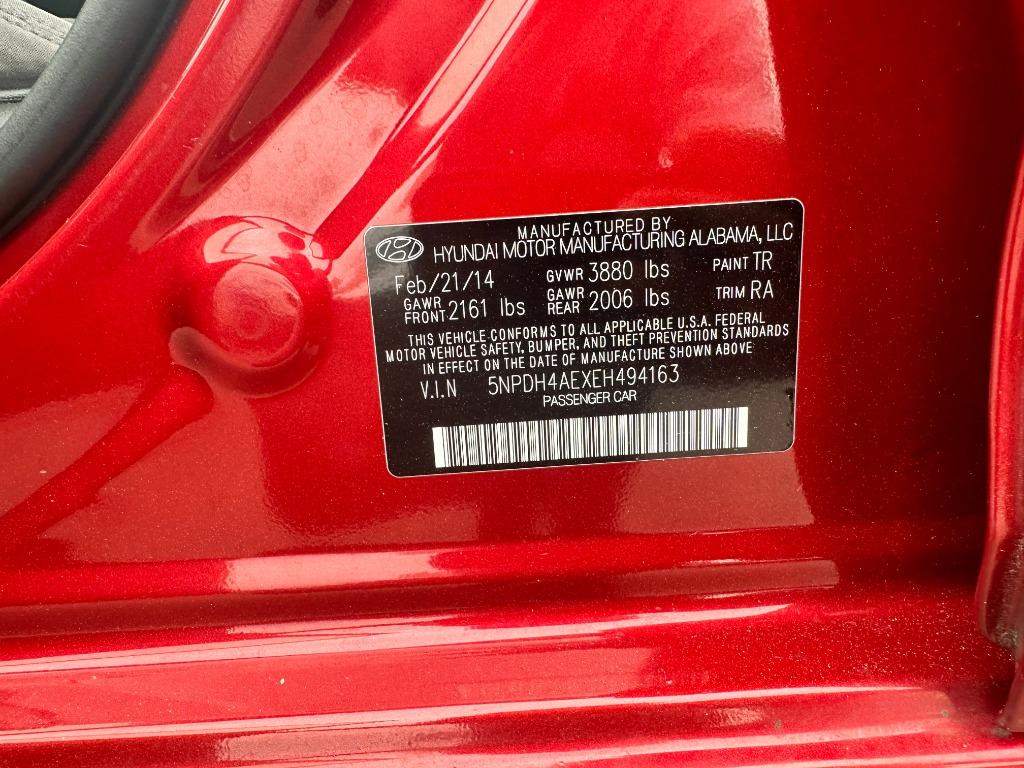 MANUFACTURED BY
HYUNDAI MOTOR MANUFACTURING ALABAMA, LLC
Feb/21/14 GVWR 3880 lbs PAINT TR
GAWR FRONT 2161 lbs GAWR REAR 2006 lbs TRIM RA
THIS VEHICLE CONFORMS TO ALL APPLICABLE U.S.A. FEDERAL
MOTOR VEHICLE SAFETY, BUMPER, AND THEFT PREVENTION STANDARDS
IN EFFECT ON THE DATE OF MANUFACTURE SHOWN ABOVE
V.I.N 5NPDH4AEXEH494163
PASSENGER CAR